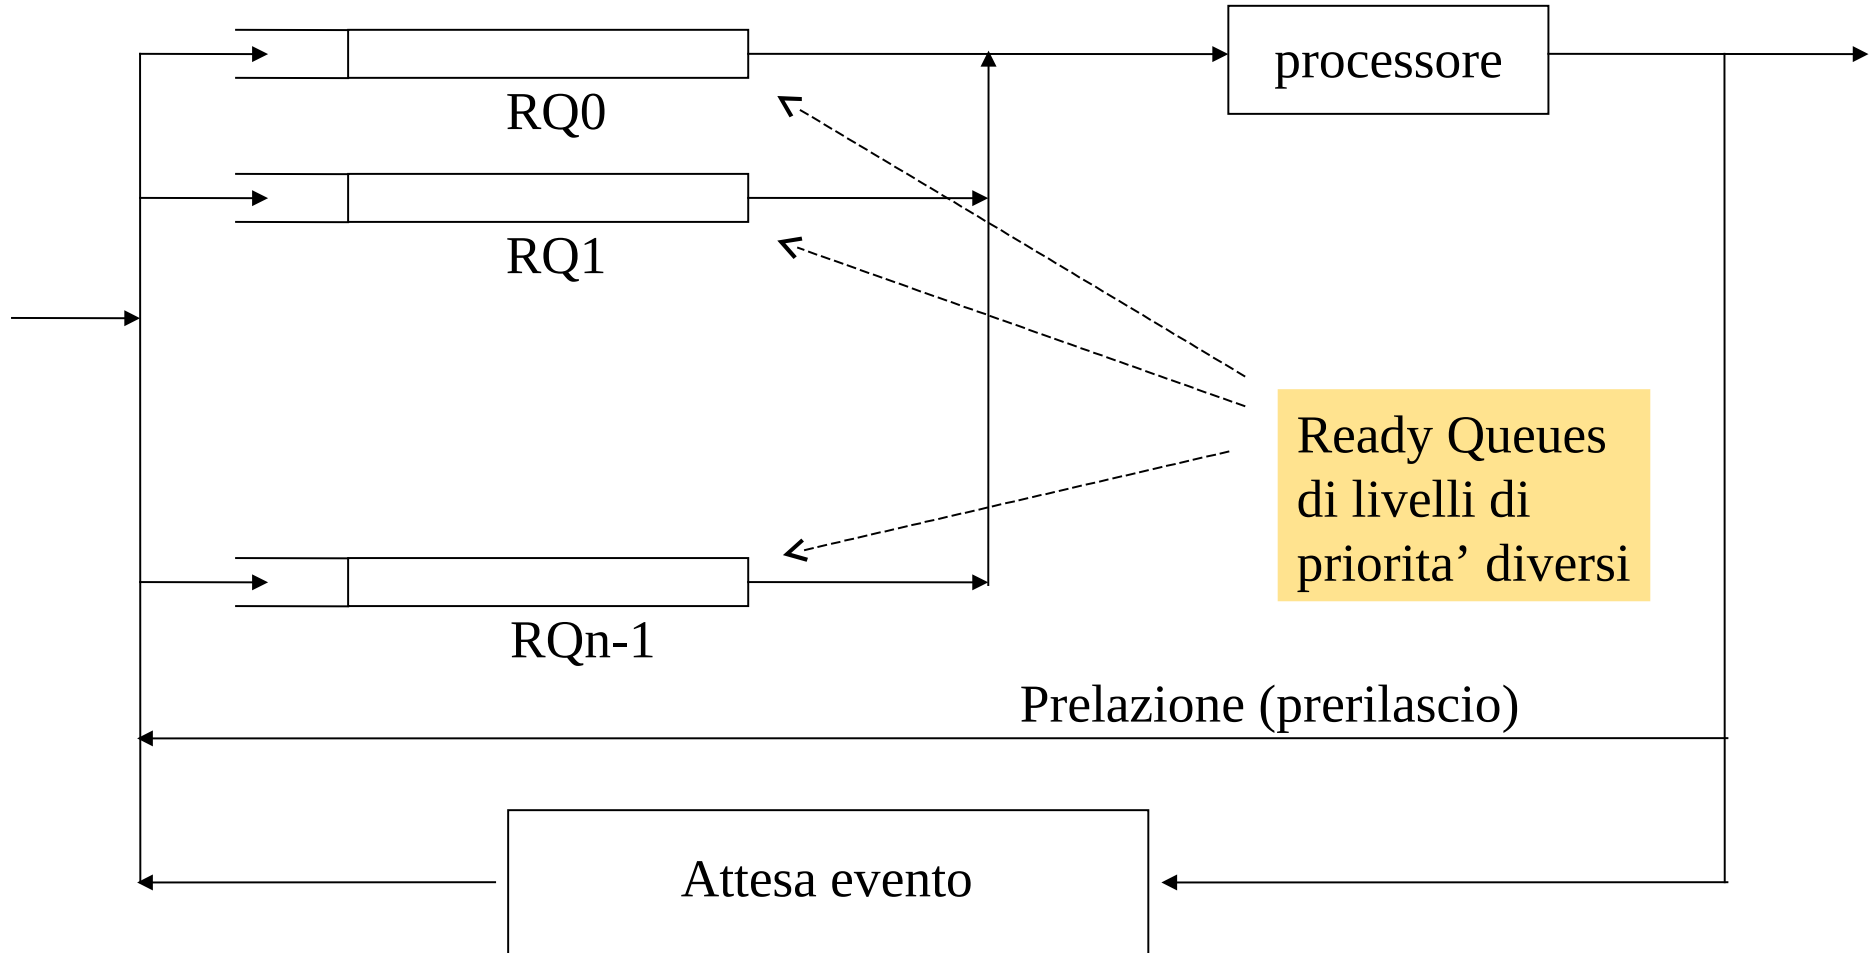 processore
RQ0
RQ1
Ready Queues
di livelli di
priorita’ diversi
RQn-1
Prelazione (prerilascio)
Attesa evento